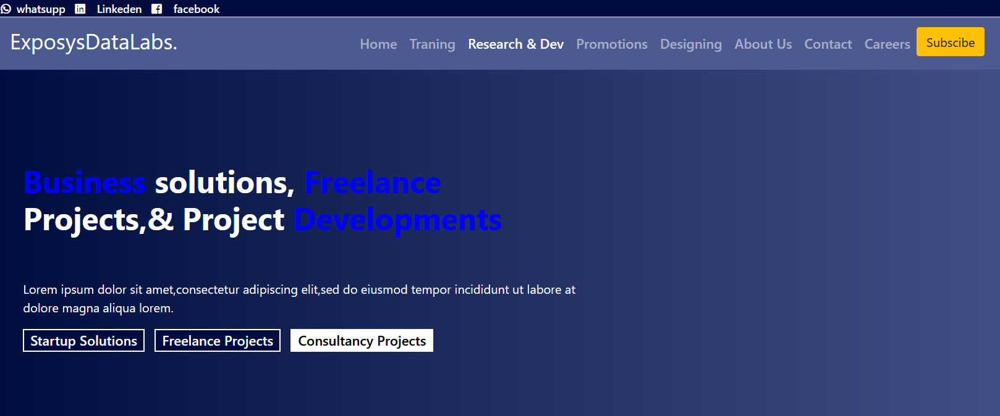 whatsupp Linkeden facebook
ExposysDataLabs. Home Traning Research & Dev Promotions Designing About Us Contact Careers Subscibe
Business solutions, Freelance
Projects,& Project Developments
Lorem ipsum dolor sit amet,consectetur adipiscing elit,sed do eiusmod tempor incididunt ut labore at
dolore magna aliqua lorem.
Startup Solutions Freelance Projects Consultancy Projects